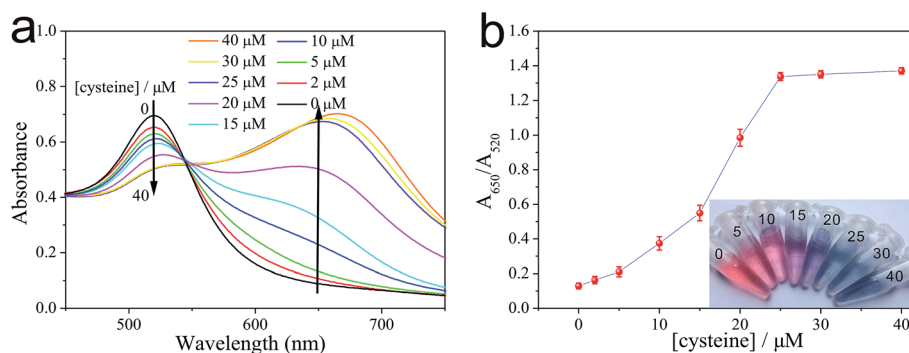 a
1.0
0.8
0.6
0.4
0.2
0.0
Absorbance
450
500
600
700
Wavelength (nm)
[cysteine] / μM
0
40
40 μM
30 μM
25 μM
20 μM
15 μM
10 μM
5 μM
2 μM
0 μM
b
1.6
1.4
1.2
1.0
0.8
0.6
0.4
0.2
0.0
A650/A520
0
10
20
30
40
[cysteine] / μM
0
5
10
15
20
25
30
40